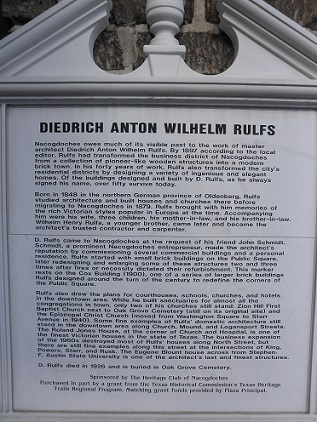 DIEDRICH ANTON WILHELM RULFS
Nacogdoches owes much of its visible past to the work of master
architect Diedrich Anton Wilhelm Rulfs. By 1897 according to the local
editor, Rulfs had transformed the business district of Nacogdoches
from a collection of pioneer-like wooden structures into a modern
brick town. In his forty years of work, Rulfs also transformed the city's
residential districts by designing a variety of ingenious and elegant
homes. Of the buildings designed and built by D. Rulfs, as he always
signed his name, over fifty survive today.
Born in 1848 in the northern German province of Oldenberg, Rulfs
studied architecture and built houses and churches there before
migrating to Nacogdoches in 1879. Rulfs brought with him memories of
the rich Victorian styles popular in Europe at the time. Accompanying
him were his wife, three children, his mother-in-law, and his brother-in-law.
Wilhelm Henry Rulfs, a younger brother, came later and became the
architect's trusted contractor and carpenter.
D. Rulfs came to Nacogdoches at the request of his friend John Schmidt.
Schmidt, a prominent Nacogdoches entrepreneur, made the architect's
reputation by commissioning several commercial buildings and a personal
residence. Rulfs started with small brick buildings on the Public Square,
later redesigning and enlarging some of these structures two and three
times after fires or necessity dictated their refurbishment. This marker
rests on the Cox Building (1900), one of a series of larger brick buildings
Rulfs designed around the turn of the century to redefine the corners of
the Public Square.
Rulfs also drew the plans for courthouses, schools, churches, and hotels
in the downtown area. While he built sanctuaries for almost all the
congregations in town, only two of his churches still stand: Zion Hill
Baptist Church next to Oak Grove Cemetery (still on its original site) and
the Episcopal Christ Church (moved from Washington Square to Starr
Avenue in 1940). Some fine examples of Rulfs' domestic architecture still
stand in the downtown area along Church, Mound, and Logansport Streets.
The Roland Jones House, at the corner of Church and Hospital, is one of
the finest Victorian houses in the state of Texas. The business expansion
of the 1960s destroyed most of Rulfs' houses along North Street, but
there are still fine examples along this street at the intersections of King,
Powers, Starr, and Rusk. The Eugene Blount house across from Stephen
F. Austin State University is one of the architect's last and finest structures.
D. Rulfs died in 1926 and is buried in Oak Grove Cemetery.
Sponsored by The Heritage Club of Nacogdoches
Purchased in part by a grant from the Texas Historical Commission's Texas Heritage
Trails Regional Program. Matching grant funds provided by Plaza Principal.